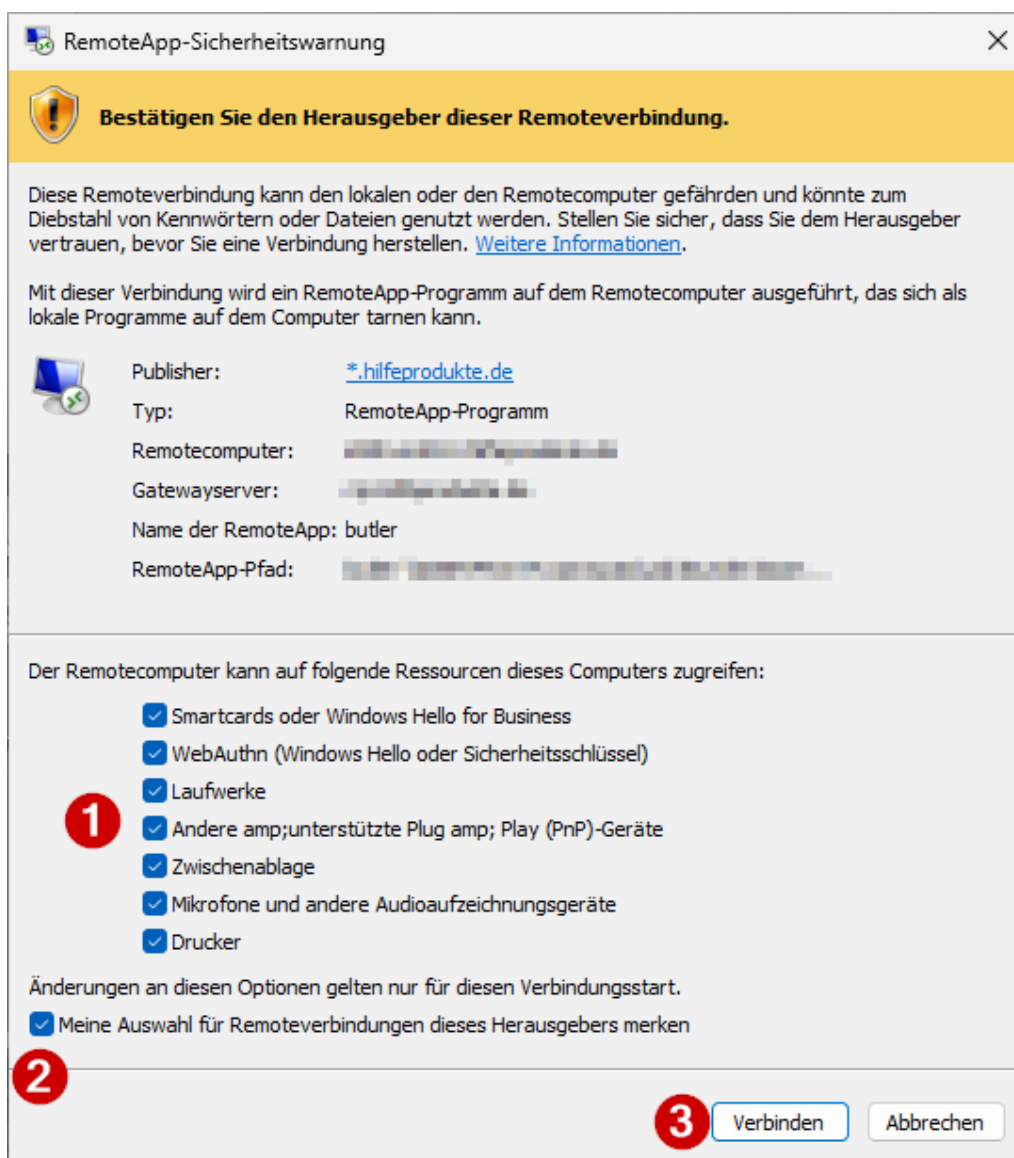 RemoteApp-Sicherheitswarnung
Bestätigen Sie den Herausgeber dieser Remoteverbindung.
Diese Remoteverbindung kann den lokalen oder den Remotecomputer gefährden und könnte zum
Diebstahl von Kennwörtern oder Dateien genutzt werden. Stellen Sie sicher, dass Sie dem Herausgeber
vertrauen, bevor Sie eine Verbindung herstellen. Weitere Informationen.
Mit dieser Verbindung wird ein RemoteApp-Programm auf dem Remotecomputer ausgeführt, das sich als
lokale Programme auf dem Computer tarnen kann.
Publisher: *.hilfeprodukte.de
Typ: RemoteApp-Programm
Remotecomputer:
Gatewayserver:
Name der RemoteApp: butler
RemoteApp-Pfad:
Der Remotecomputer kann auf folgende Ressourcen dieses Computers zugreifen:
Smartcards oder Windows Hello for Business
WebAuthn (Windows Hello oder Sicherheitsschlüssel)
Laufwerke
1 Andere amp;unterstützte Plug amp; Play (PnP)-Geräte
Zwischenablage
Mikrofone und andere Audioaufzeichnungsgeräte
Drucker
Änderungen an diesen Optionen gelten nur für diesen Verbindungsstart.
Meine Auswahl für Remoteverbindungen dieses Herausgebers merken
2
3 Verbinden Abbrechen